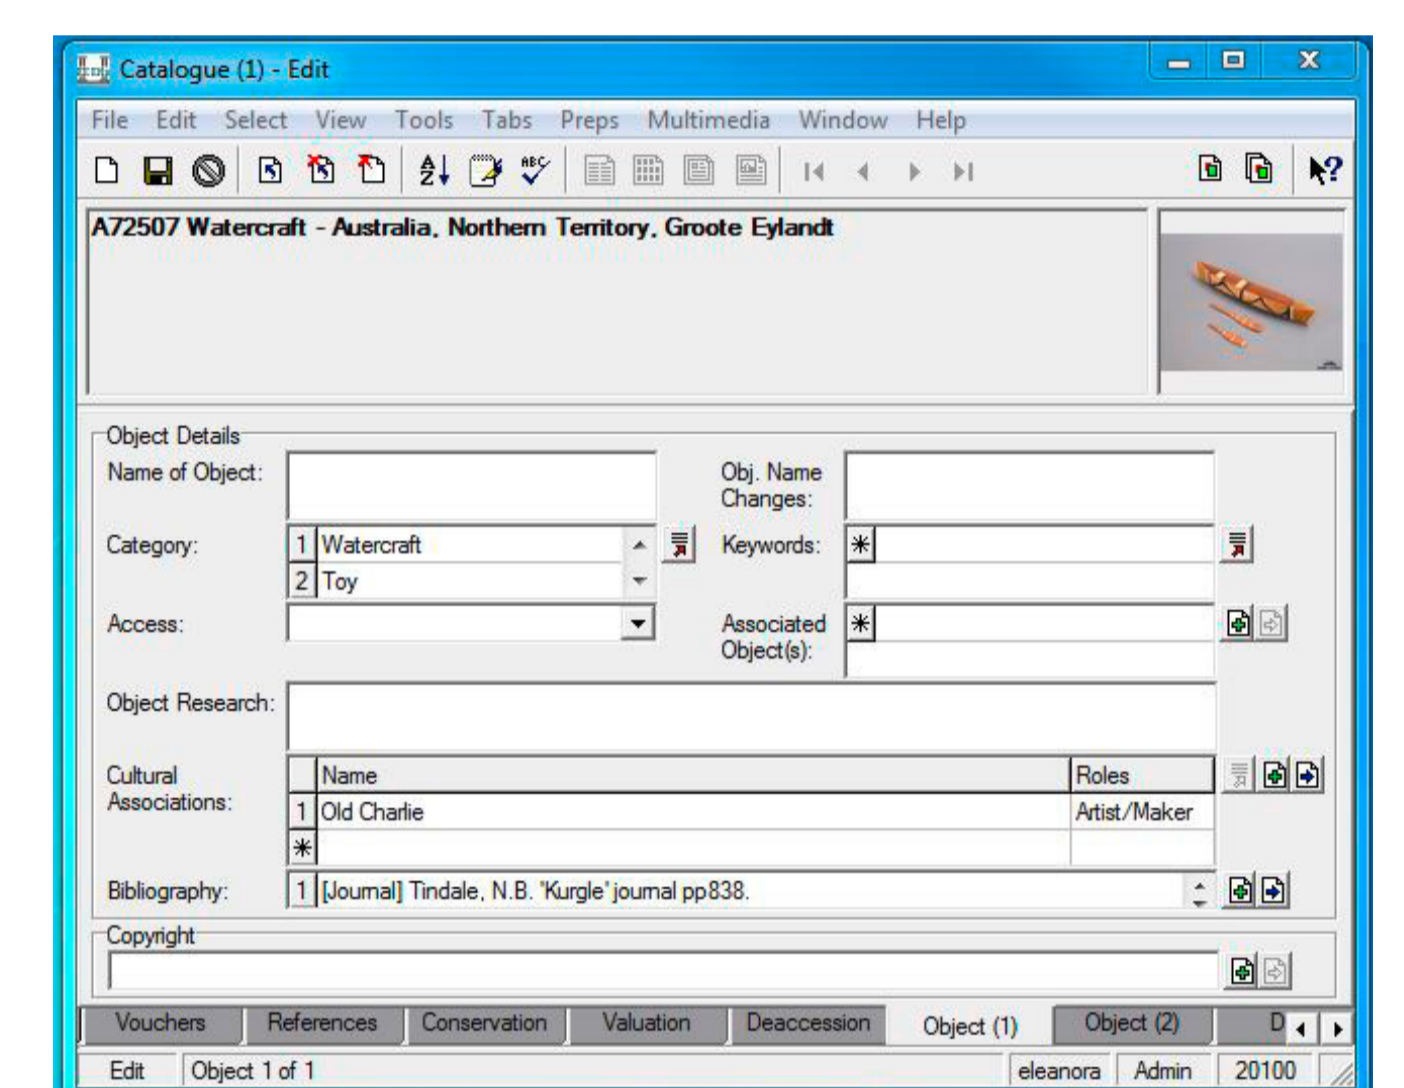 Catalogue (1) - Edit
File Edit Select View Tools Tabs Preps Multimedia Window Help
A72507 Watercraft - Australia, Northern Territory, Groote Eylandt
Object Details
Name of Object:
Obj. Name
Changes:
Category:
1 Watercraft
2 Toy
Keywords:
Access:
Associated
Object(s):
Object Research:
Cultural
Associations:
Name Roles
1 Old Charlie Artist/Maker
Bibliography:
1 [Journal] Tindale, N.B. 'Kurgle' journal pp838.
Copyright
Vouchers References Conservation Valuation Deaccession Object (1) Object (2) D
Edit Object 1 of 1 eleanora Admin 20100